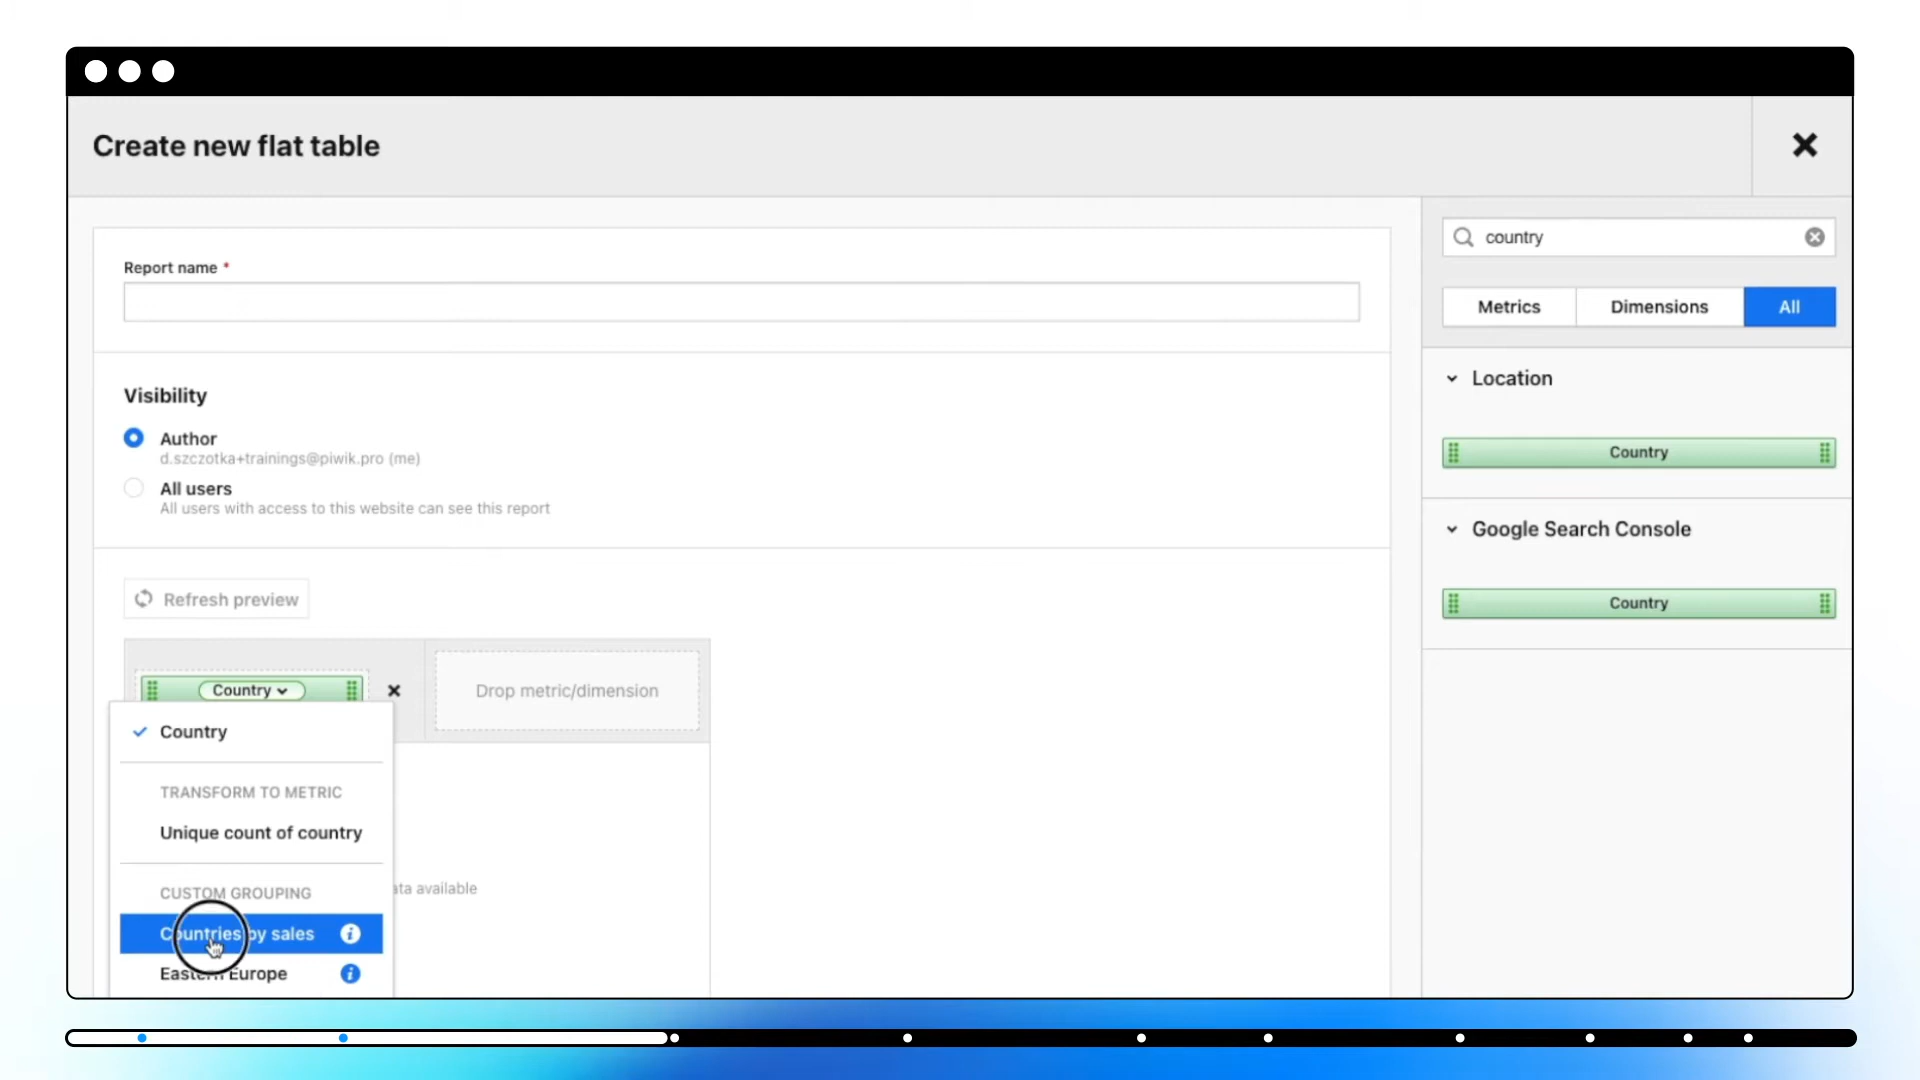 Create new flat table
Report name *
Visibility
Author
d.szczotka+trainings@piwik.pro (me)
All users
All users with access to this website can see this report
Refresh preview
Country
Drop metric/dimension
Country
TRANSFORM TO METRIC
Unique count of country
CUSTOM GROUPING
available
Countries by sales
Eastern Europe
country
Metrics
Dimensions
All
Location
Country
Google Search Console
Country